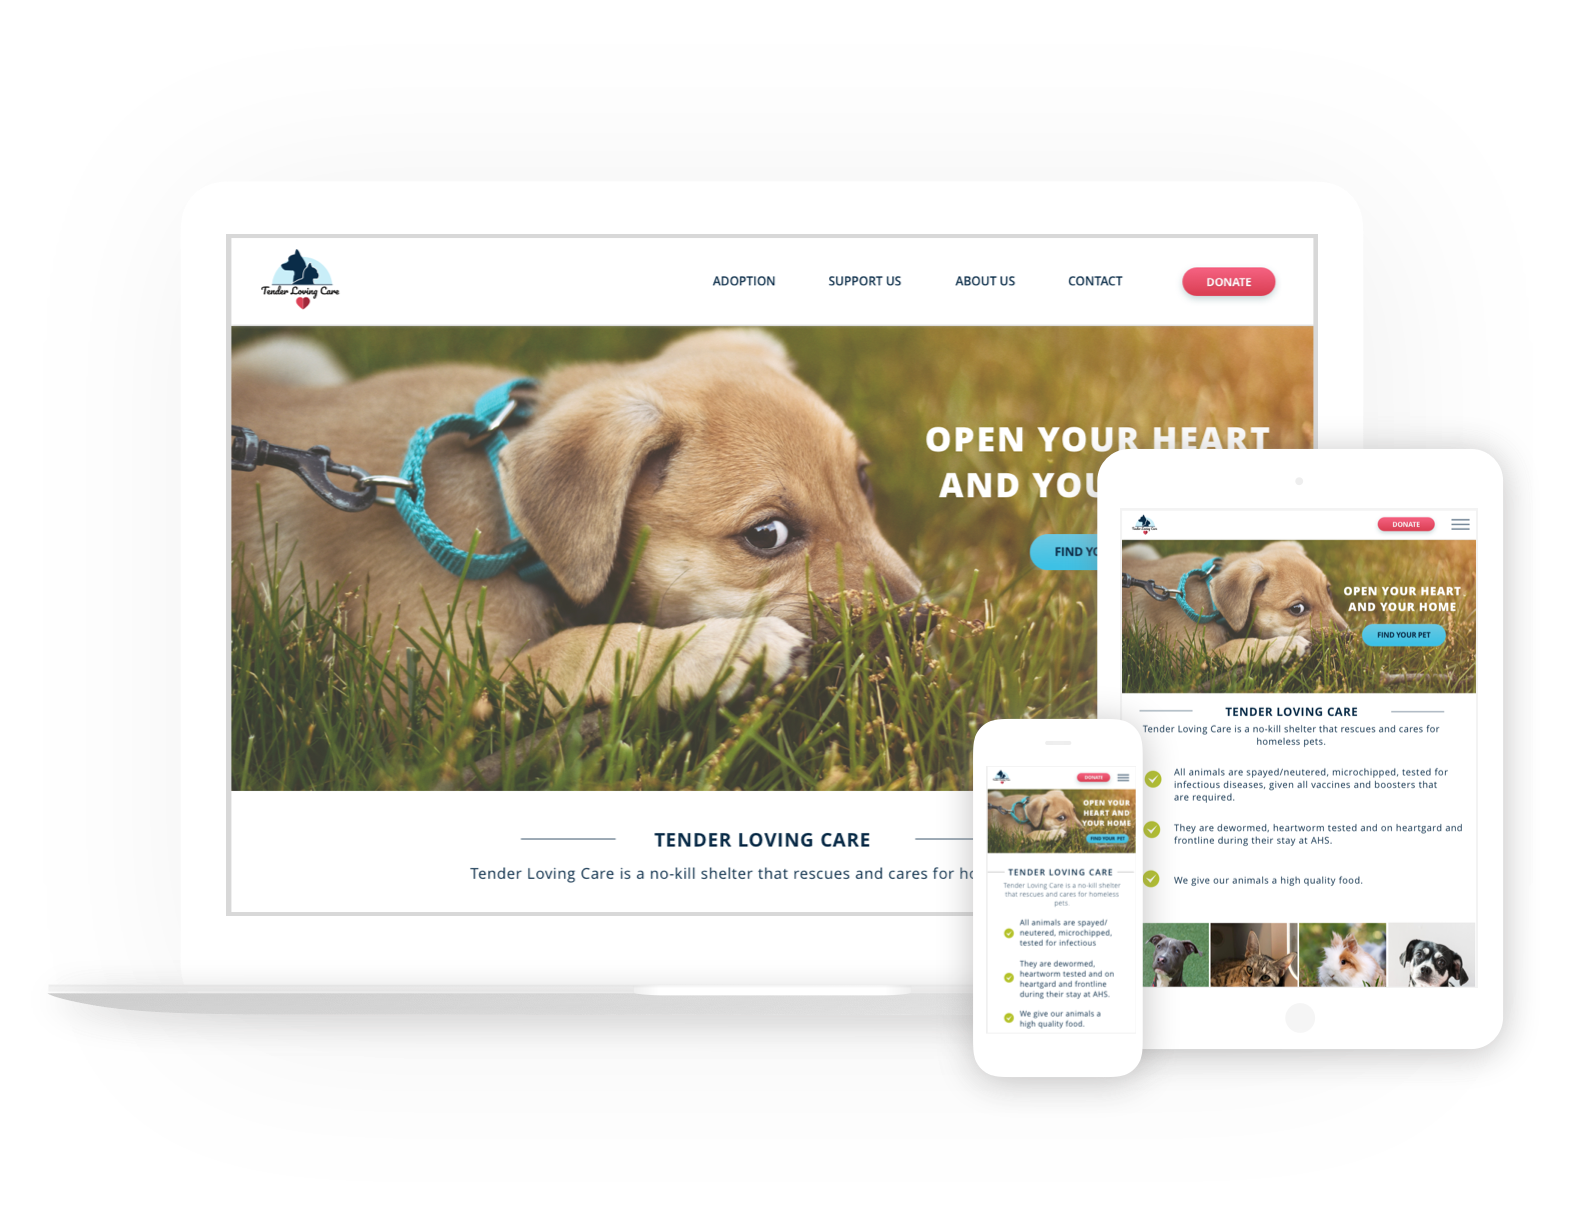 Tender Loving Care
ADOPTION
SUPPORT US
ABOUT US
CONTACT
DONATE
OPEN YOUR HEART
AND YOU
FIND YO
TENDER LOVING CARE
Tender Loving Care is a no-kill shelter that rescues and cares for ho
Tender Loving Care
DONATE
OPEN YOUR HEART
AND YOUR HOME
FIND YOUR PET
TENDER LOVING CARE
Tender Loving Care is a no-kill shelter that rescues and cares for
homeless pets.
All animals are spayed/neutered, microchipped, tested for
infectious diseases, given all vaccines and boosters that
are required.
They are dewormed, heartworm tested and on heartgard and
frontline during their stay at AHS.
We give our animals a high quality food.
DONATE
OPEN YOUR
HEART AND
YOUR HOME
FIND YOUR PET
TENDER LOVING CARE
Tender Loving Care is a no-kill shelter
that rescues and cares for homeless
pets.
All animals are spayed/
neutered, microchipped,
tested for infectious
They are dewormed,
heartworm tested and on
heartgard and frontline
during their stay at AHS.
We give our animals a
high quality food.